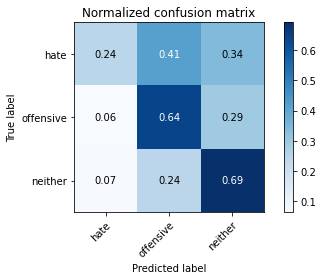 Normalized confusion matrix
True label
hate 0.24 0.41 0.34
offensive 0.06 0.64 0.29
neither 0.07 0.24 0.69
hate offensive neither
Predicted label
0.6
0.5
0.4
0.3
0.2
0.1